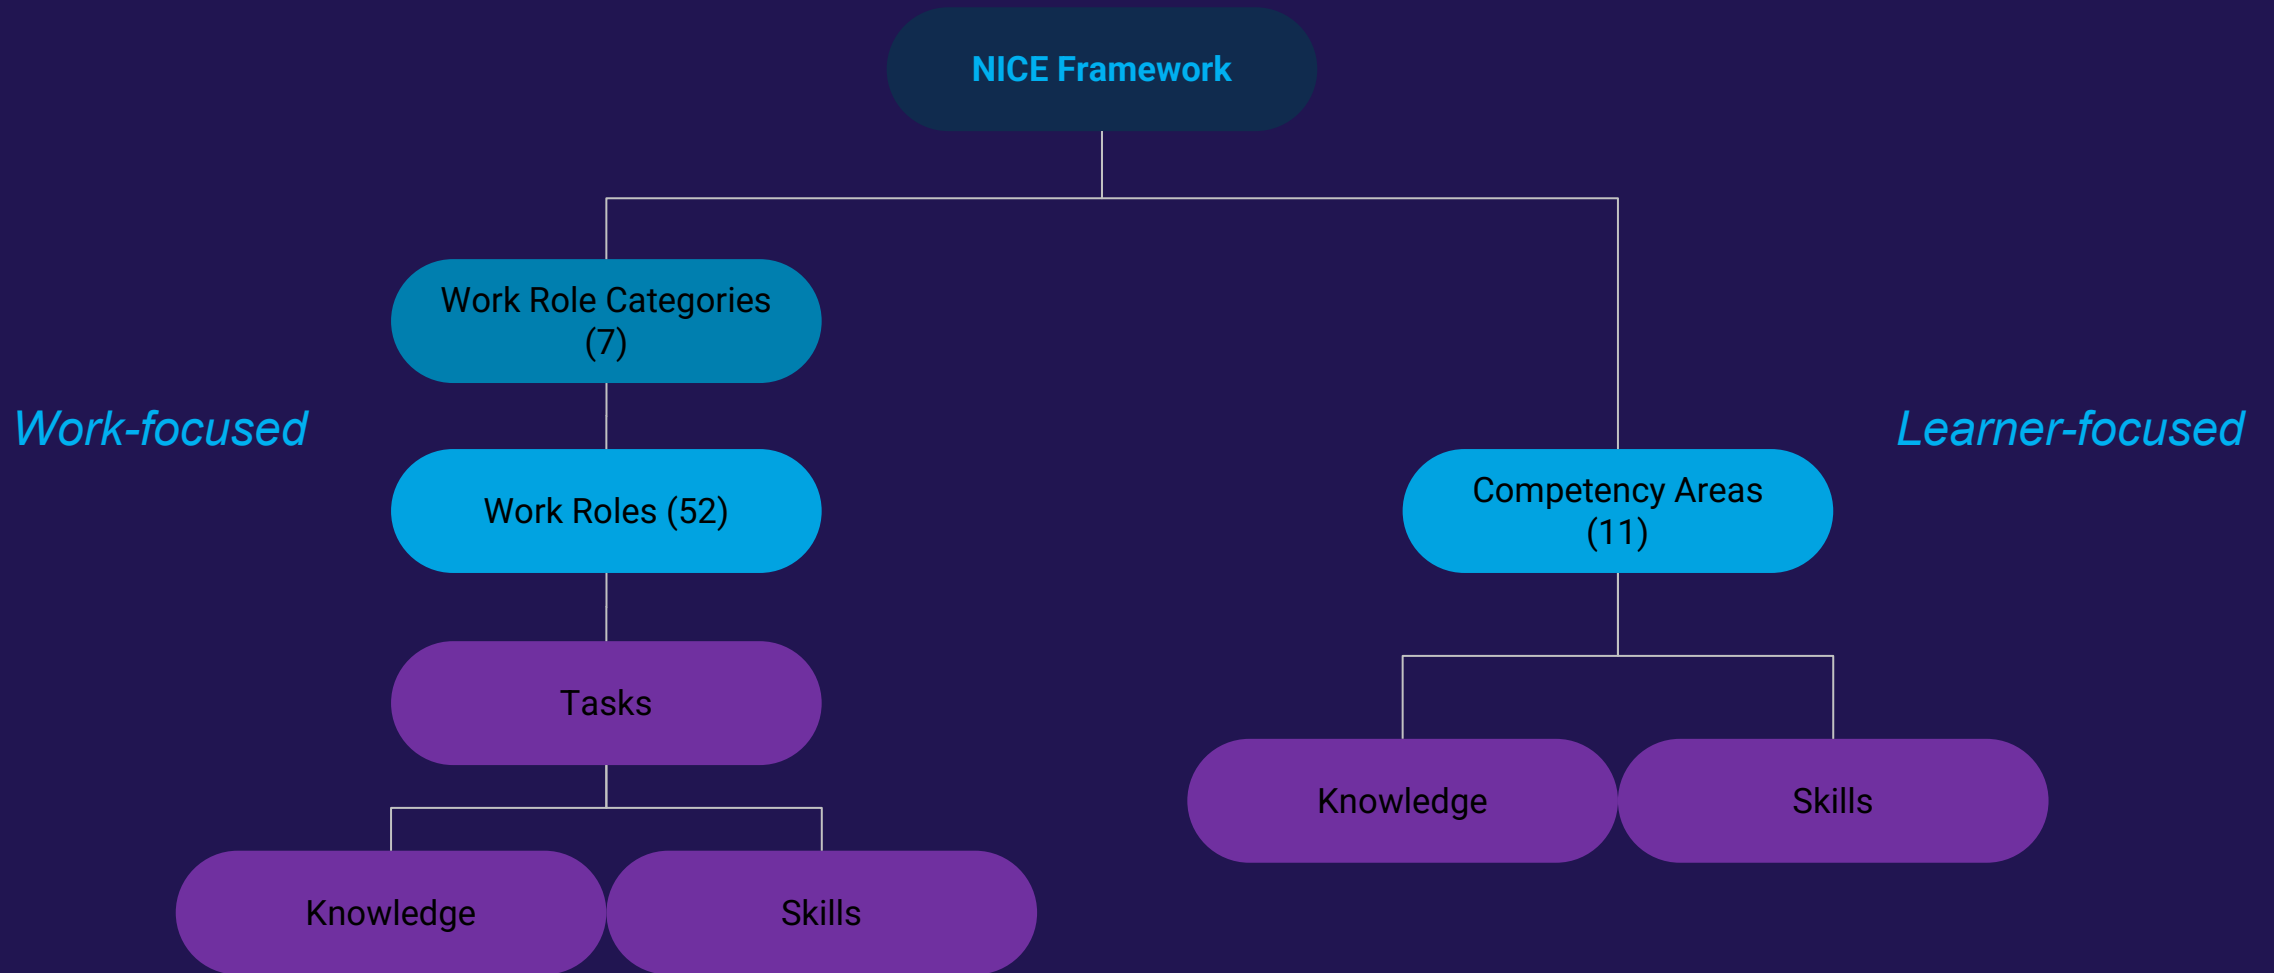 NICE Framework
Work Role Categories
(7)
Work-focused
Learner-focused
Work Roles (52)
Competency Areas
(11)
Tasks
Knowledge
Skills
Knowledge
Skills